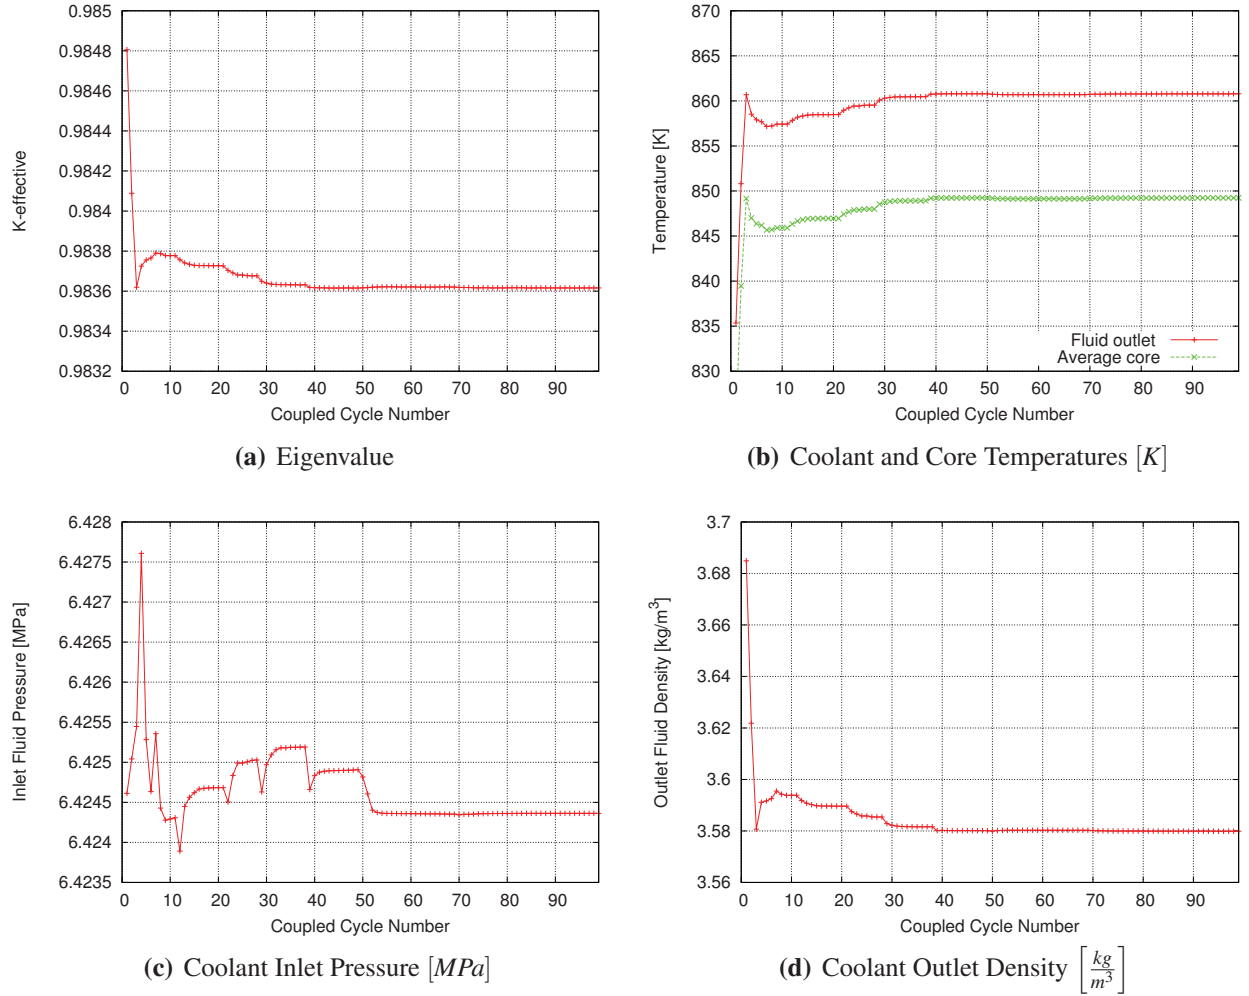 0.985
0.9848
0.9846
0.9844
0.9842
0.984
0.9838
0.9836
0.9834
0.9832
K-effective
0 10 20 30 40 50 60 70 80 90
Coupled Cycle Number
(a) Eigenvalue
870
865
860
855
850
845
840
835
830
Temperature [K]
Fluid outlet
Average core
0 10 20 30 40 50 60 70 80 90
Coupled Cycle Number
(b) Coolant and Core Temperatures [K]
6.428
6.4275
6.427
6.4265
6.426
6.4255
6.425
6.4245
6.424
6.4235
Inlet Fluid Pressure [MPa]
0 10 20 30 40 50 60 70 80 90
Coupled Cycle Number
(c) Coolant Inlet Pressure [MPa]
3.7
3.68
3.66
3.64
3.62
3.6
3.58
3.56
Outlet Fluid Density [kg/m³]
0 10 20 30 40 50 60 70 80 90
Coupled Cycle Number
(d) Coolant Outlet Density [kg/m³]